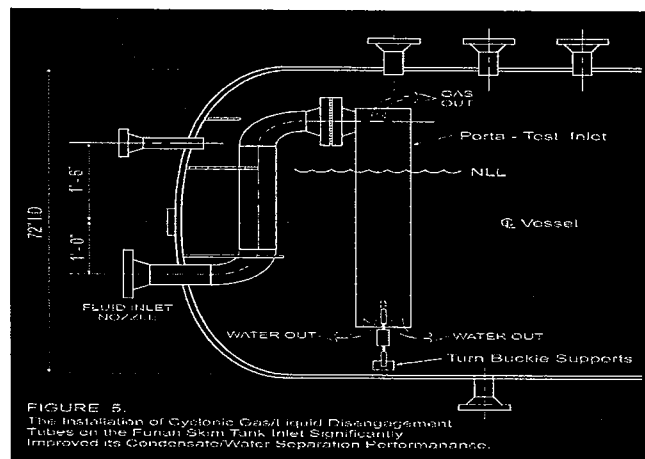 GAS
OUT
Porta - Test Inlet
NLL
1'-6"
72"ID
℄ Vessel
1'-0"
FLUID INLET
NOZZLE
WATER OUT
WATER OUT
Turn Buckle Supports
FIGURE 5.
The Installation of Cyclonic Gas/Liquid Disengagement
Tubes on the Furian Skim Tank Inlet Significantly
Improved its Condensate/Water Separation Performanance.